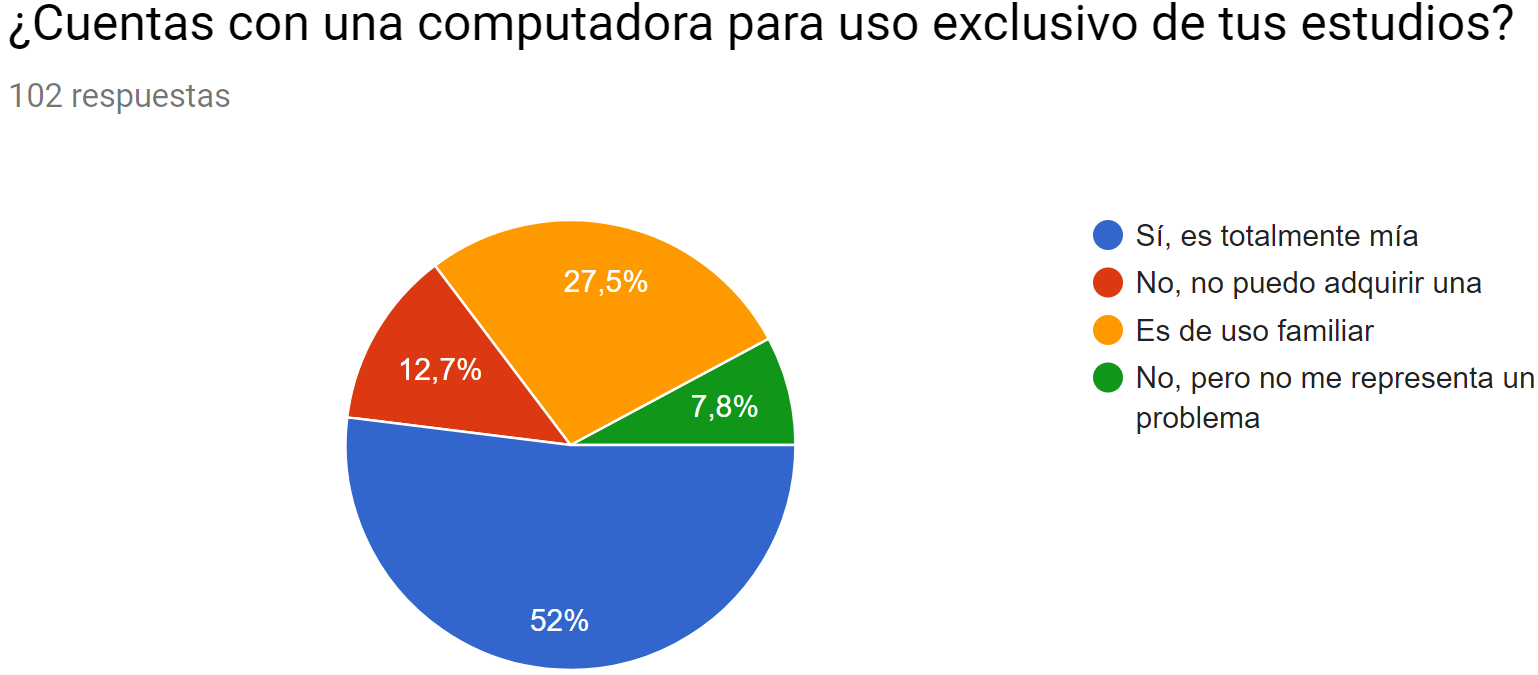 ¿Cuentas con una computadora para uso exclusivo de tus estudios?
102 respuestas
27,5%
12,7%
7,8%
52%
Sí, es totalmente mía
No, no puedo adquirir una
Es de uso familiar
No, pero no me representa un
problema